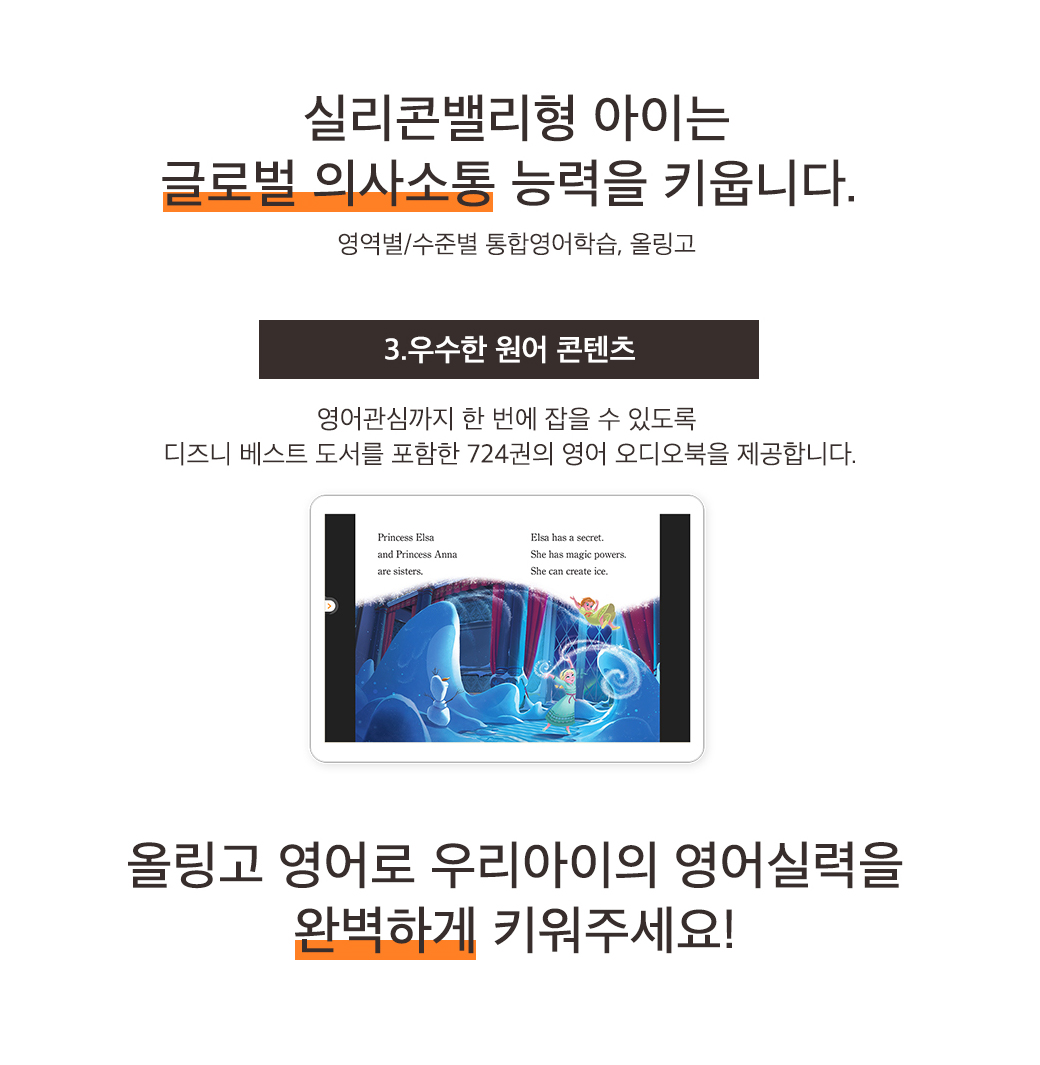 실리콘밸리형 아이는
글로벌 의사소통 능력을 키웁니다.
영역별/수준별 통합영어학습, 올링고
3.우수한 원어 콘텐츠
영어관심까지 한 번에 잡을 수 있도록
디즈니 베스트 도서를 포함한 724권의 영어 오디오북을 제공합니다.
Princess Elsa
and Princess Anna
are sisters.
Elsa has a secret.
She has magic powers.
She can create ice.
올링고 영어로 우리아이의 영어실력을
완벽하게 키워주세요!